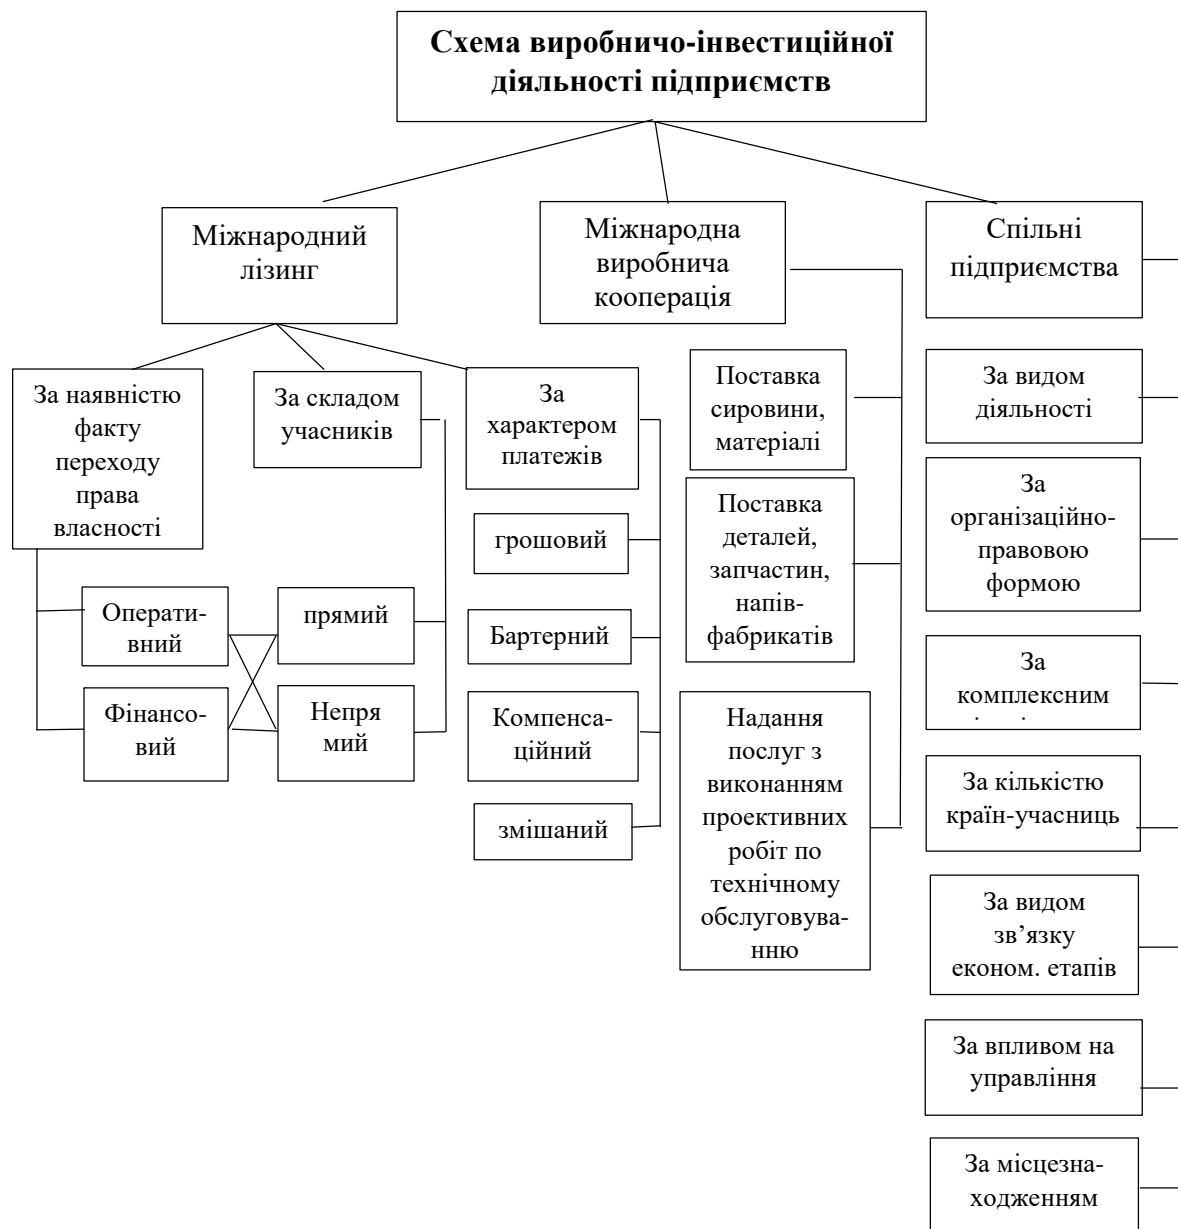 Схема виробничо-інвестиційної
діяльності підприємств
Міжнародний
лізинг
Міжнародна
виробнича
кооперація
Спільні
підприємства
За наявністю
факту
переходу
права
власності
За складом
учасників
За
характером
платежів
Оперативний
Опера­ти-
вний
Фінансо-
вий
прямий
Непря
мий
грошовий
Бартерний
Компенса-
ційний
змішаний
Поставка
сировини,
матеріалі
Поставка
деталей,
запчастин,
напів-
фабрикатів
Надання
послуг з
виконанням
проективних
робіт по
технічному
обслуговува-
нню
За видом
діяльності
За
організаційно-
правовою
формою
За
комплексним
За кількістю
країн-учасниць
За видом
зв’язку
економ. етапів
За впливом на
управління
За місцезна-
ходженням